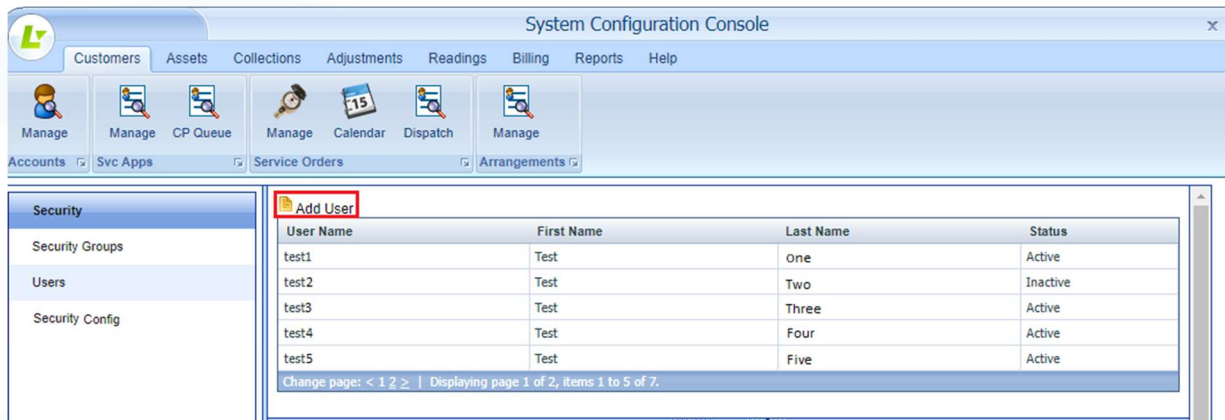 System Configuration Console
x
Customers Assets Collections Adjustments Readings Billing Reports Help
15
Manage Manage CP Queue Manage Calendar Dispatch Manage
Accounts Svc Apps Service Orders Arrangements
Security
Security Groups
Users
Security Config
Add User
User Name First Name Last Name Status
test1 Test One Active
test2 Test Two Inactive
test3 Test Three Active
test4 Test Four Active
test5 Test Five Active
Change page: < 1 2 > | Displaying page 1 of 2, items 1 to 5 of 7.